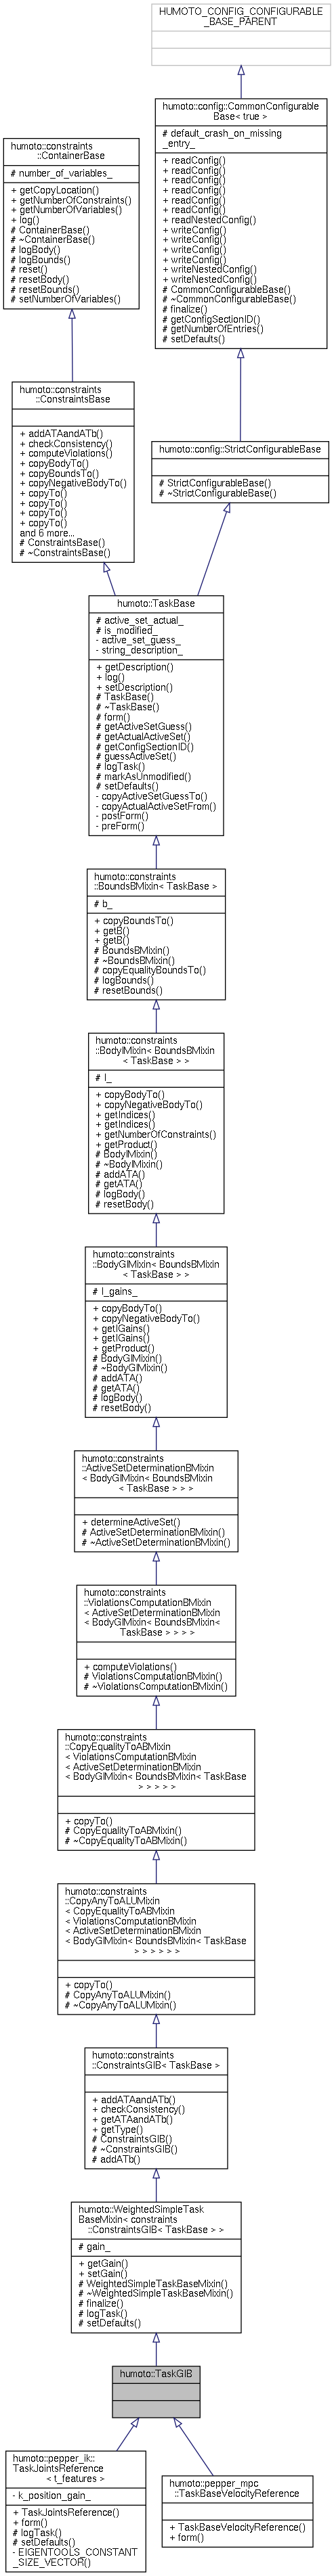 HUMOTO_CONFIG_CONFIGURABLE
_BASE_PARENT
humoto::config::CommonConfigurable
Base< true >
# default_crash_on_missing
_entry_
+ readConfig()
+ readConfig()
+ readConfig()
+ readConfig()
+ readConfig()
+ readConfig()
+ readNestedConfig()
+ writeConfig()
+ writeConfig()
+ writeConfig()
+ writeConfig()
+ writeNestedConfig()
+ writeNestedConfig()
# CommonConfigurableBase()
# ~CommonConfigurableBase()
# finalize()
# getConfigSectionID()
# getNumberOfEntries()
# setDefaults()
humoto::constraints
::ContainerBase
# number_of_variables_
+ getCopyLocation()
+ getNumberOfConstraints()
+ getNumberOfVariables()
+ log()
# ContainerBase()
# ~ContainerBase()
# logBody()
# logBounds()
# reset()
# resetBody()
# resetBounds()
# setNumberOfVariables()
humoto::constraints
::ConstraintsBase
+ addATAandATb()
+ checkConsistency()
+ computeViolations()
+ copyBodyTo()
+ copyBoundsTo()
+ copyNegativeBodyTo()
+ copyTo()
+ copyTo()
+ copyTo()
+ copyTo()
and 6 more...
# ConstraintsBase()
# ~ConstraintsBase()
humoto::config::StrictConfigurableBase
# StrictConfigurableBase()
# ~StrictConfigurableBase()
humoto::TaskBase
# active_set_actual_
# is_modified_
- active_set_guess_
- string_description_
+ getDescription()
+ log()
+ setDescription()
# TaskBase()
# ~TaskBase()
# form()
# getActiveSetGuess()
# getActualActiveSet()
# getConfigSectionID()
# guessActiveSet()
# logTask()
# markAsUnmodified()
# setDefaults()
- copyActiveSetGuessTo()
- copyActualActiveSetFrom()
- postForm()
- preForm()
humoto::constraints
::BoundsBMixin< TaskBase >
# b_
+ copyBoundsTo()
+ getB()
+ getB()
# BoundsBMixin()
# ~BoundsBMixin()
# copyEqualityBoundsTo()
# logBounds()
# resetBounds()
humoto::constraints
::BodyIMixin< BoundsBMixin
< TaskBase > >
# I_
+ copyBodyTo()
+ copyNegativeBodyTo()
+ getIndices()
+ getIndices()
+ getNumberOfConstraints()
+ getProduct()
# BodyIMixin()
# ~BodyIMixin()
# addATA()
# getATA()
# logBody()
# resetBody()
humoto::constraints
::BodyGIMixin< BoundsBMixin
< TaskBase > >
# I_gains_
+ copyBodyTo()
+ copyNegativeBodyTo()
+ getIGains()
+ getIGains()
+ getProduct()
# BodyGIMixin()
# ~BodyGIMixin()
# addATA()
# getATA()
# logBody()
# resetBody()
humoto::constraints
::ActiveSetDeterminationBMixin
< BodyGIMixin< BoundsBMixin
< TaskBase > > >
+ determineActiveSet()
# ActiveSetDeterminationBMixin()
# ~ActiveSetDeterminationBMixin()
humoto::constraints
::ViolationsComputationBMixin
< ActiveSetDeterminationBMixin
< BodyGIMixin< BoundsBMixin<
TaskBase > > > >
+ computeViolations()
# ViolationsComputationBMixin()
# ~ViolationsComputationBMixin()
humoto::constraints
::CopyEqualityToABMixin
< ViolationsComputationBMixin
< ActiveSetDeterminationBMixin
< BodyGIMixin< BoundsBMixin< TaskBase
> > > > >
+ copyTo()
# CopyEqualityToABMixin()
# ~CopyEqualityToABMixin()
humoto::constraints
::CopyAnyToALUMixin
< CopyEqualityToABMixin
< ViolationsComputationBMixin
< ActiveSetDeterminationBMixin
< BodyGIMixin< BoundsBMixin< TaskBase
> > > > > >
+ copyTo()
# CopyAnyToALUMixin()
# ~CopyAnyToALUMixin()
humoto::constraints
::ConstraintsGIB< TaskBase >
+ addATAandATb()
+ checkConsistency()
+ getATAandATb()
+ getType()
# ConstraintsGIB()
# ~ConstraintsGIB()
# addATb()
humoto::WeightedSimpleTask
BaseMixin< constraints
::ConstraintsGIB< TaskBase > >
# gain_
+ getGain()
+ setGain()
# WeightedSimpleTaskBaseMixin()
# ~WeightedSimpleTaskBaseMixin()
# finalize()
# logTask()
# setDefaults()
humoto::TaskGIB
humoto::pepper_ik::
TaskJointsReference
< t_features >
- k_position_gain_
+ TaskJointsReference()
+ form()
# logTask()
# setDefaults()
- EIGENTOOLS_CONSTANT
_SIZE_VECTOR()
humoto::pepper_mpc
::TaskBaseVelocityReference
+ TaskBaseVelocityReference()
+ form()